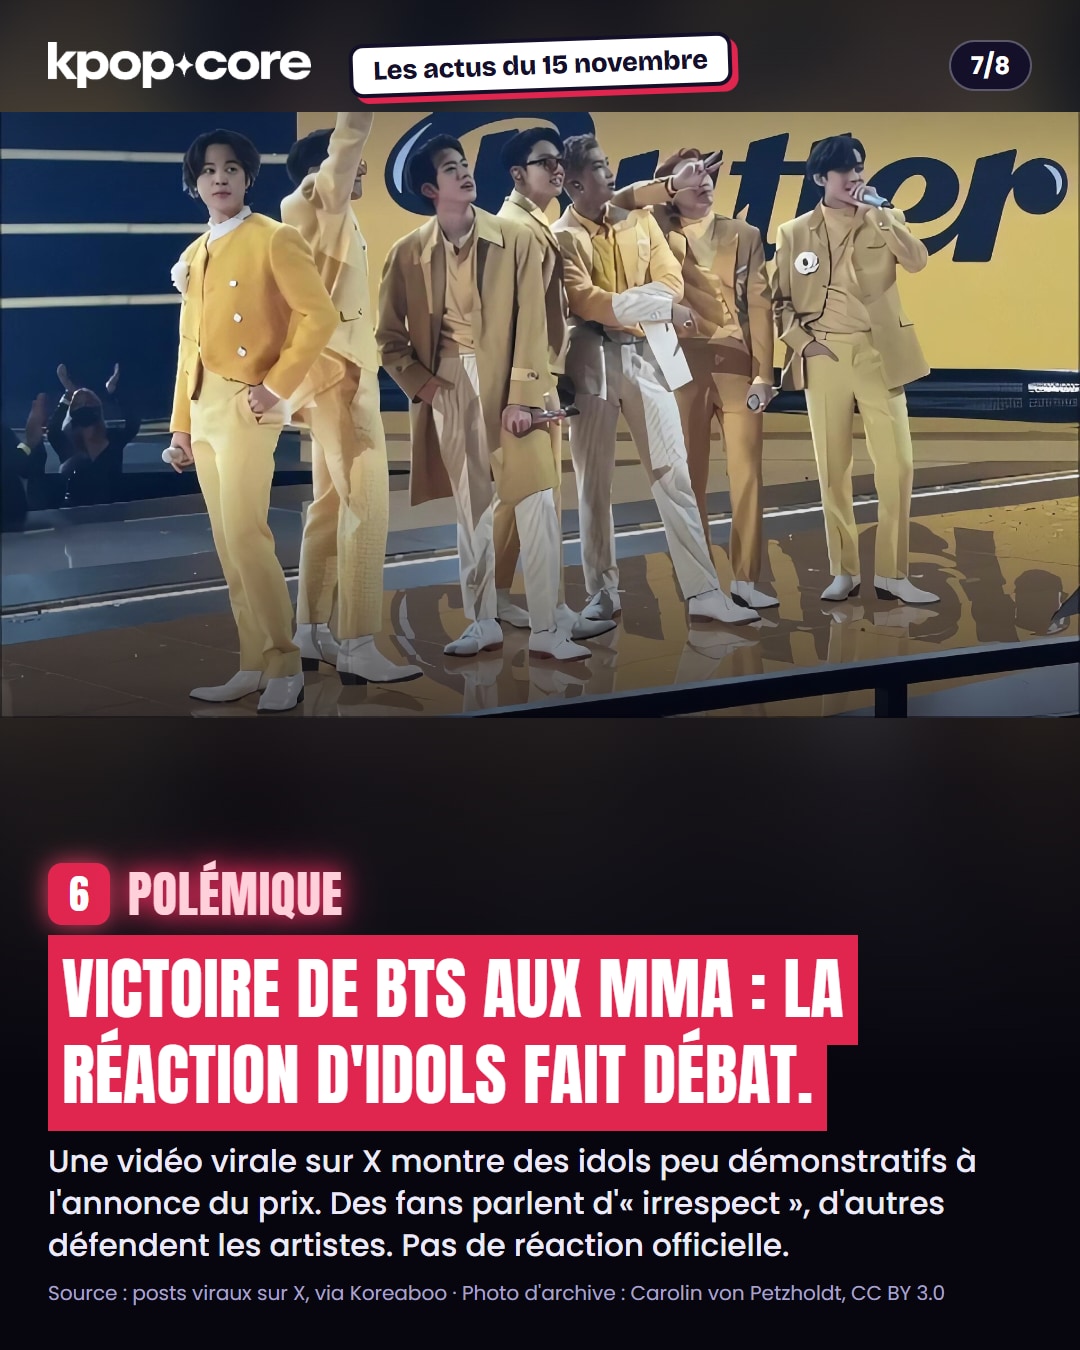 kpop✦core
Les actus du 15 novembre
7/8
Butter
6 POLÉMIQUE
VICTOIRE DE BTS AUX MMA : LA
RÉACTION D'IDOLS FAIT DÉBAT.
Une vidéo virale sur X montre des idols peu démonstratifs à
l'annonce du prix. Des fans parlent d'« irrespect », d'autres
défendent les artistes. Pas de réaction officielle.
Source : posts viraux sur X, via Koreaboo · Photo d'archive : Carolin von Petzholdt, CC BY 3.0